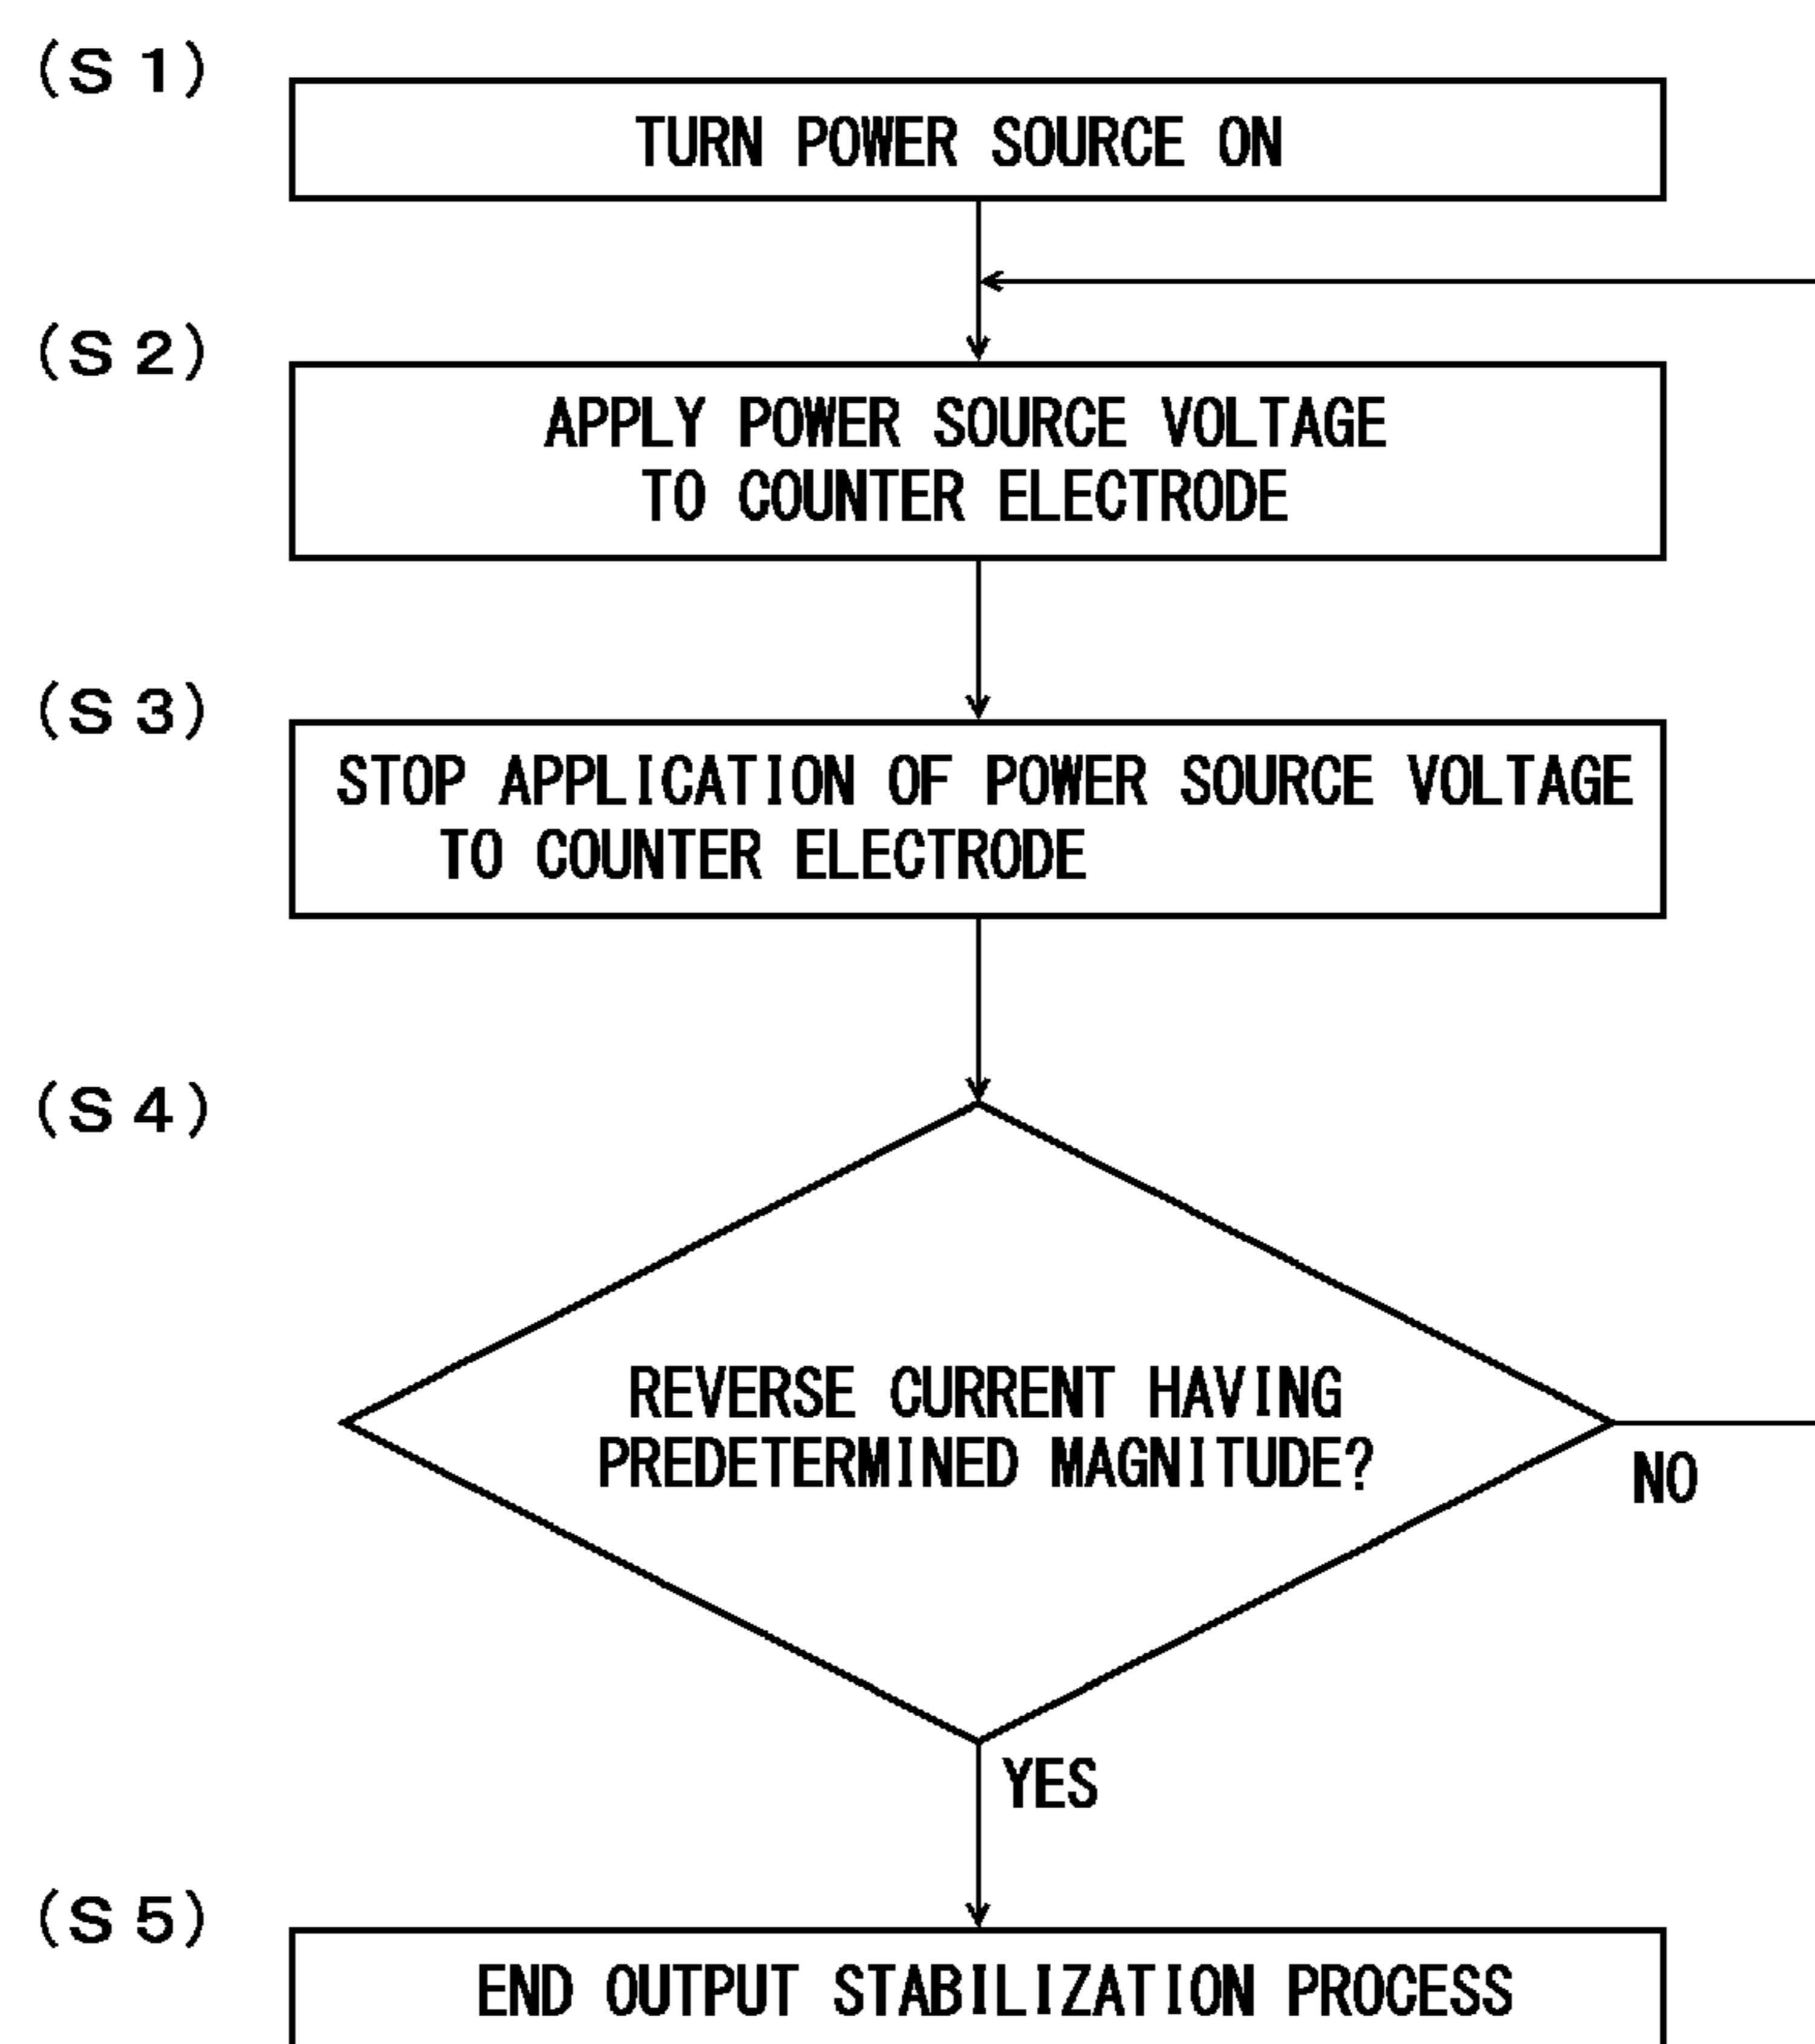 (S1)
TURN POWER SOURCE ON
(S2)
APPLY POWER SOURCE VOLTAGE
TO COUNTER ELECTRODE
(S3)
STOP APPLICATION OF POWER SOURCE VOLTAGE
TO COUNTER ELECTRODE
(S4)
REVERSE CURRENT HAVING
PREDETERMINED MAGNITUDE?
NO
YES
(S5)
END OUTPUT STABILIZATION PROCESS